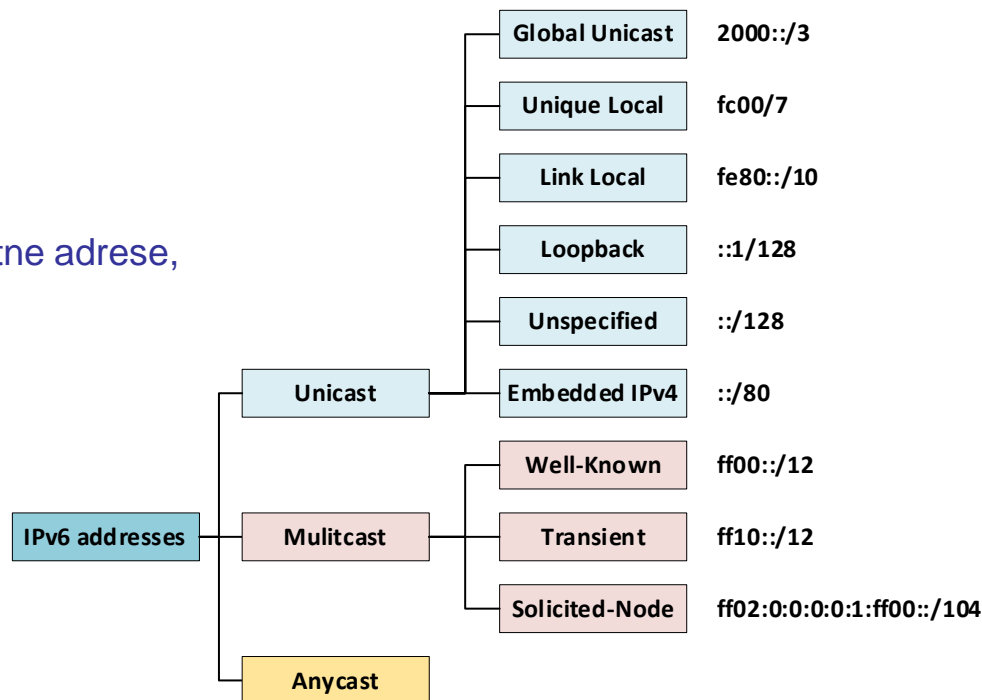 Global Unicast 2000::/3
Unique Local fc00/7
Link Local fe80::/10
tne adrese,
Loopback ::1/128
Unspecified ::/128
Unicast
Embedded IPv4 ::/80
Well-Known ff00::/12
IPv6 addresses
Mulitcast
Transient ff10::/12
Solicited-Node ff02:0:0:0:0:1:ff00::/104
Anycast